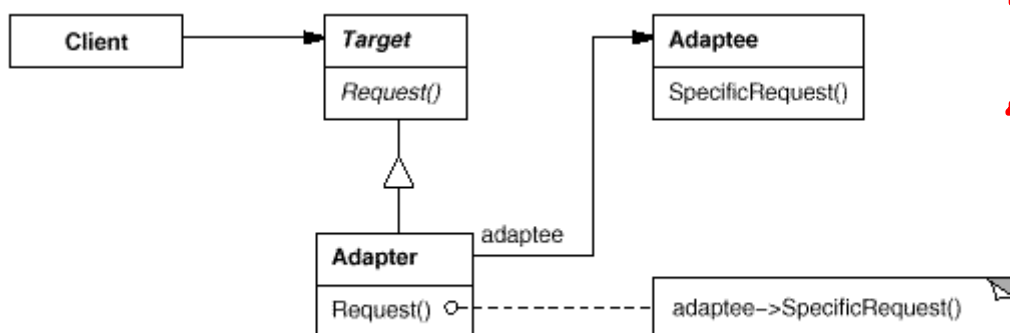 Client
Target
Request()
Adaptee
SpecificRequest()
adaptee
Adapter
Request()
adaptee->SpecificRequest()